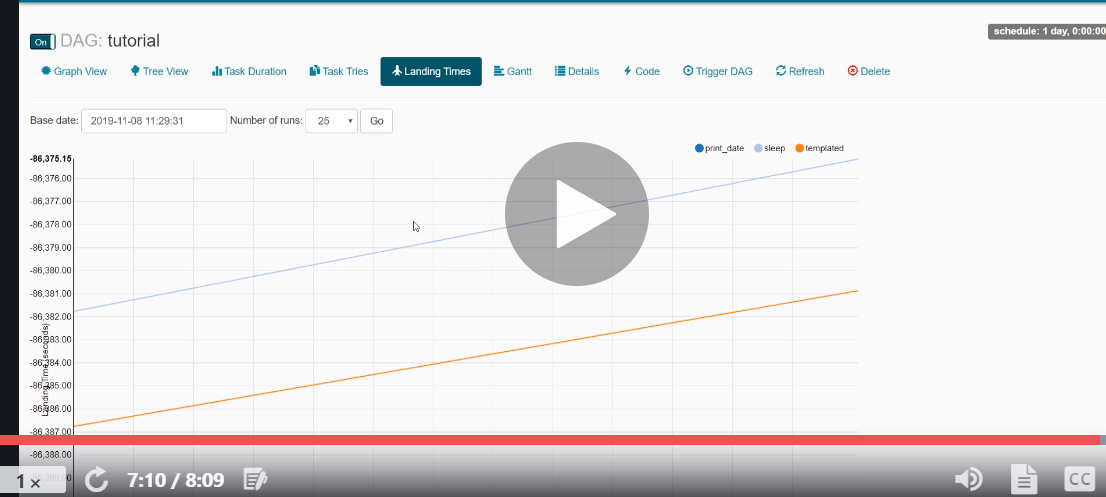 On DAG: tutorial
schedule: 1 day, 0:00:00
Graph View Tree View Task Duration Task Tries Landing Times Gantt Details Code Trigger DAG Refresh Delete
Base date: 2019-11-08 11:29:31 Number of runs: 25 Go
print_date sleep templated
-86,375.15
-86,376.00
-86,377.00
-86,378.00
-86,379.00
-86,380.00
-86,381.00
-86,382.00
-86,383.00
-86,384.00
-86,385.00
-86,386.00
-86,387.00
-86,388.00
Landing Time (seconds)
1 x
7:10 / 8:09
CC